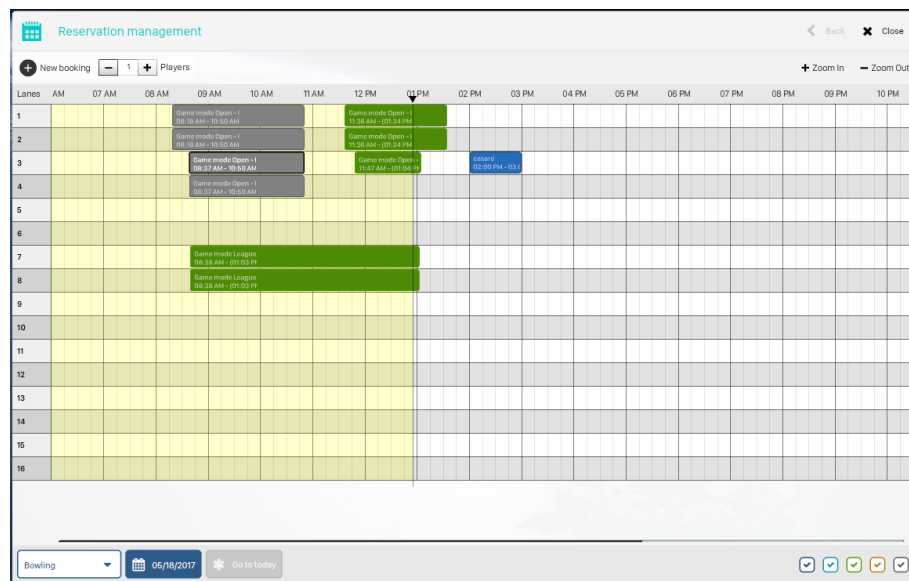 Reservation management
Back
Close
New booking
1
Players
Zoom In
Zoom Out
Lanes AM 07 AM 08 AM 09 AM 10 AM 11 AM 12 PM 01 PM 02 PM 03 PM 04 PM 05 PM 06 PM 07 PM 08 PM 09 PM 10 PM
1
Game mode Open - I
08:18 AM - 10:50 AM
Game mode Open - I
11:36 AM - (01:34 PM
2
Game mode Open - I
08:18 AM - 10:50 AM
Game mode Open - I
11:36 AM - (01:34 PM
3
Game mode Open - I
08:37 AM - 10:50 AM
Game mode Open -
11:47 AM - (01:04 PM
cesare
02:00 PM - 03:
4
Game mode Open - I
08:37 AM - 10:50 AM
5
6
7
Game mode League
08:38 AM - (01:03 P
8
Game mode League
08:38 AM - (01:03 P
9
10
11
12
13
14
15
16
Bowling
05/18/2017
Go to today